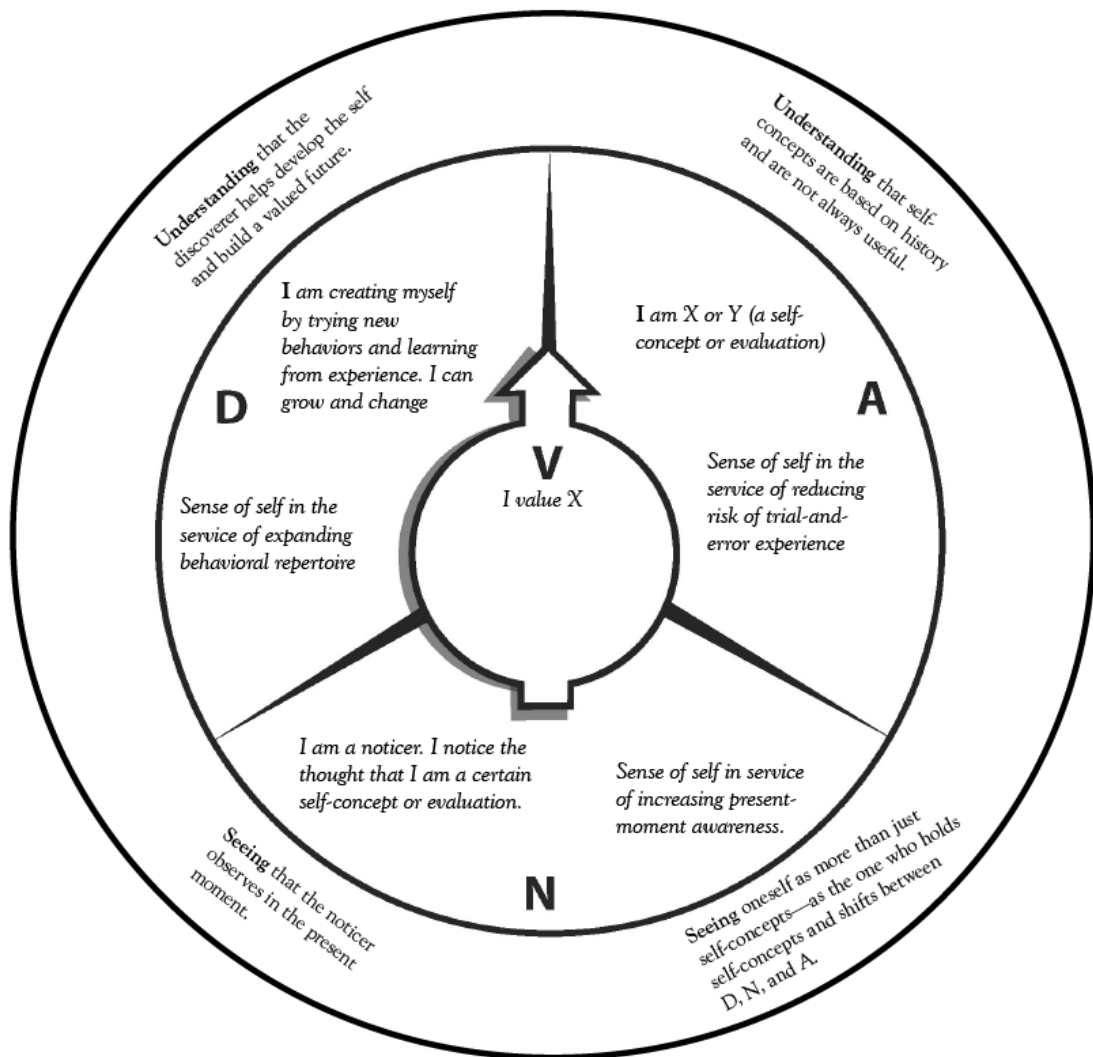 Understanding that the
discoverer helps develop the self
and build a valued future.
Understanding that self-
concepts are based on history
and are not always useful.
I am creating myself
by trying new
behaviors and learning
from experience. I can
grow and change
I am X or Y (a self-
concept or evaluation)
D
A
V
I value X
Sense of self in the
service of expanding
behavioral repertoire
Sense of self in the
service of reducing
risk of trial-and-
error experience
I am a noticer. I notice the
thought that I am a certain
self-concept or evaluation.
Sense of self in service
of increasing present-
moment awareness.
N
Seeing that the noticer
observes in the present
moment.
Seeing oneself as more than just
self-concepts—as the one who holds
self-concepts and shifts between
D, N, and A.